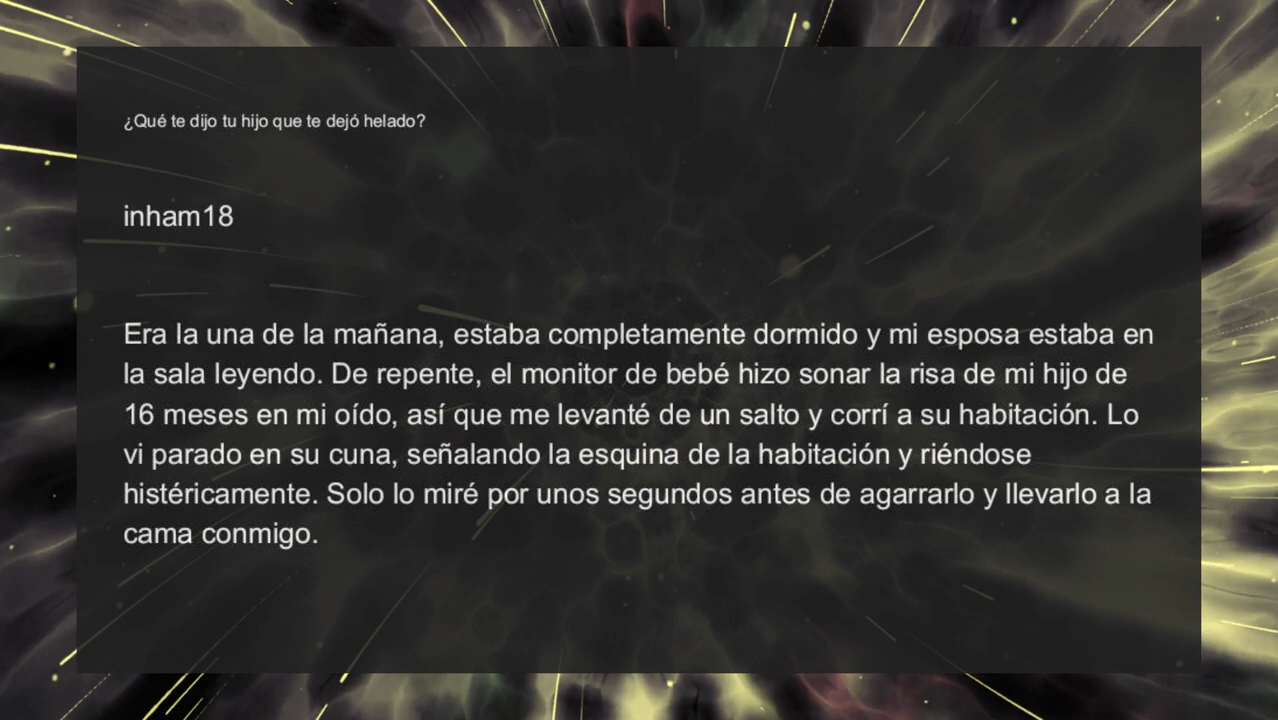 ¿Qué te dijo tu hijo que te dejó helado?
inham18
Era la una de la mañana, estaba completamente dormido y mi esposa estaba en
la sala leyendo. De repente, el monitor de bebé hizo sonar la risa de mi hijo de
16 meses en mi oído, así que me levanté de un salto y corrí a su habitación. Lo
vi parado en su cuna, señalando la esquina de la habitación y riéndose
histéricamente. Solo lo miré por unos segundos antes de agarrarlo y llevarlo a la
cama conmigo.